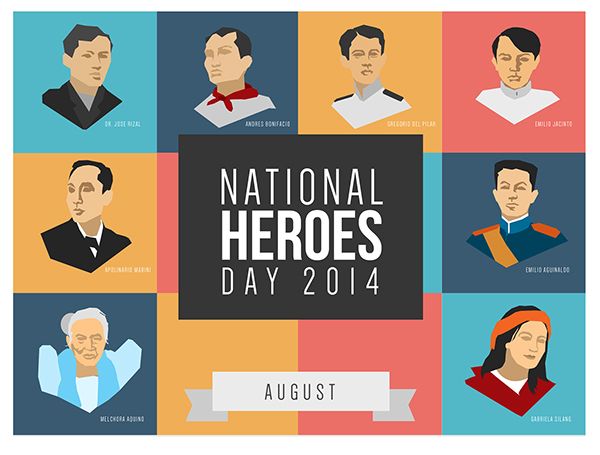 DR. JOSE RIZAL
ANDRES BONIFACIO
GREGORIO DEL PILAR
EMILIO JACINTO
NATIONAL
HEROES
DAY 2014
APOLINARIO MABINI
EMILIO AGUINALDO
MELCHORA AQUINO
AUGUST
GABRIELA SILANG